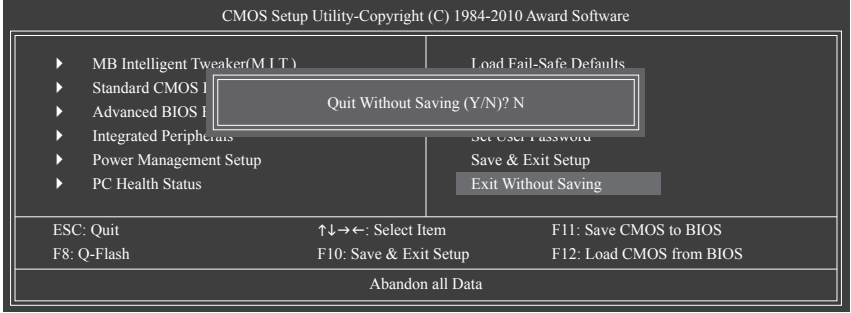 CMOS Setup Utility-Copyright (C) 1984-2010 Award Software
MB Intelligent Tweaker(M.I.T.)
Load Fail-Safe Defaults
Standard CMOS
Advanced BIOS
Quit Without Saving (Y/N)? N
Integrated Peripherals
Set User Password
Power Management Setup
Save & Exit Setup
PC Health Status
Exit Without Saving
ESC: Quit
↑↓→←: Select Item
F11: Save CMOS to BIOS
F8: Q-Flash
F10: Save & Exit Setup
F12: Load CMOS from BIOS
Abandon all Data